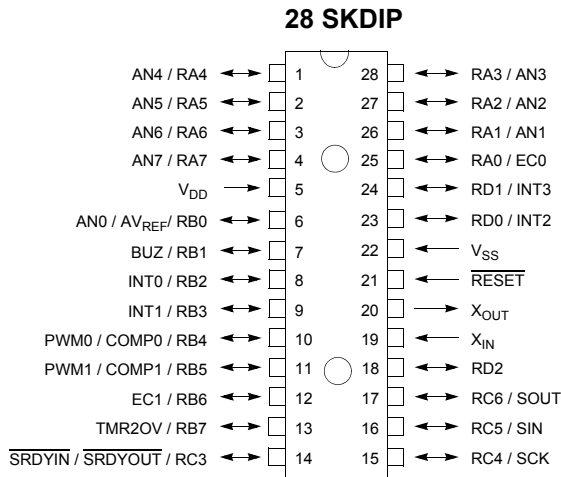 28 SKDIP
AN4 / RA4 1 28 RA3 / AN3
AN5 / RA5 2 27 RA2 / AN2
AN6 / RA6 3 26 RA1 / AN1
AN7 / RA7 4 25 RA0 / EC0
VDD 5 24 RD1 / INT3
AN0 / AVREF/ RB0 6 23 RD0 / INT2
BUZ / RB1 7 22 VSS
INT0 / RB2 8 21 RESET
INT1 / RB3 9 20 XOUT
PWM0 / COMP0 / RB4 10 19 XIN
PWM1 / COMP1 / RB5 11 18 RD2
EC1 / RB6 12 17 RC6 / SOUT
TMR2OV / RB7 13 16 RC5 / SIN
SRDYIN / SRDYOUT / RC3 14 15 RC4 / SCK